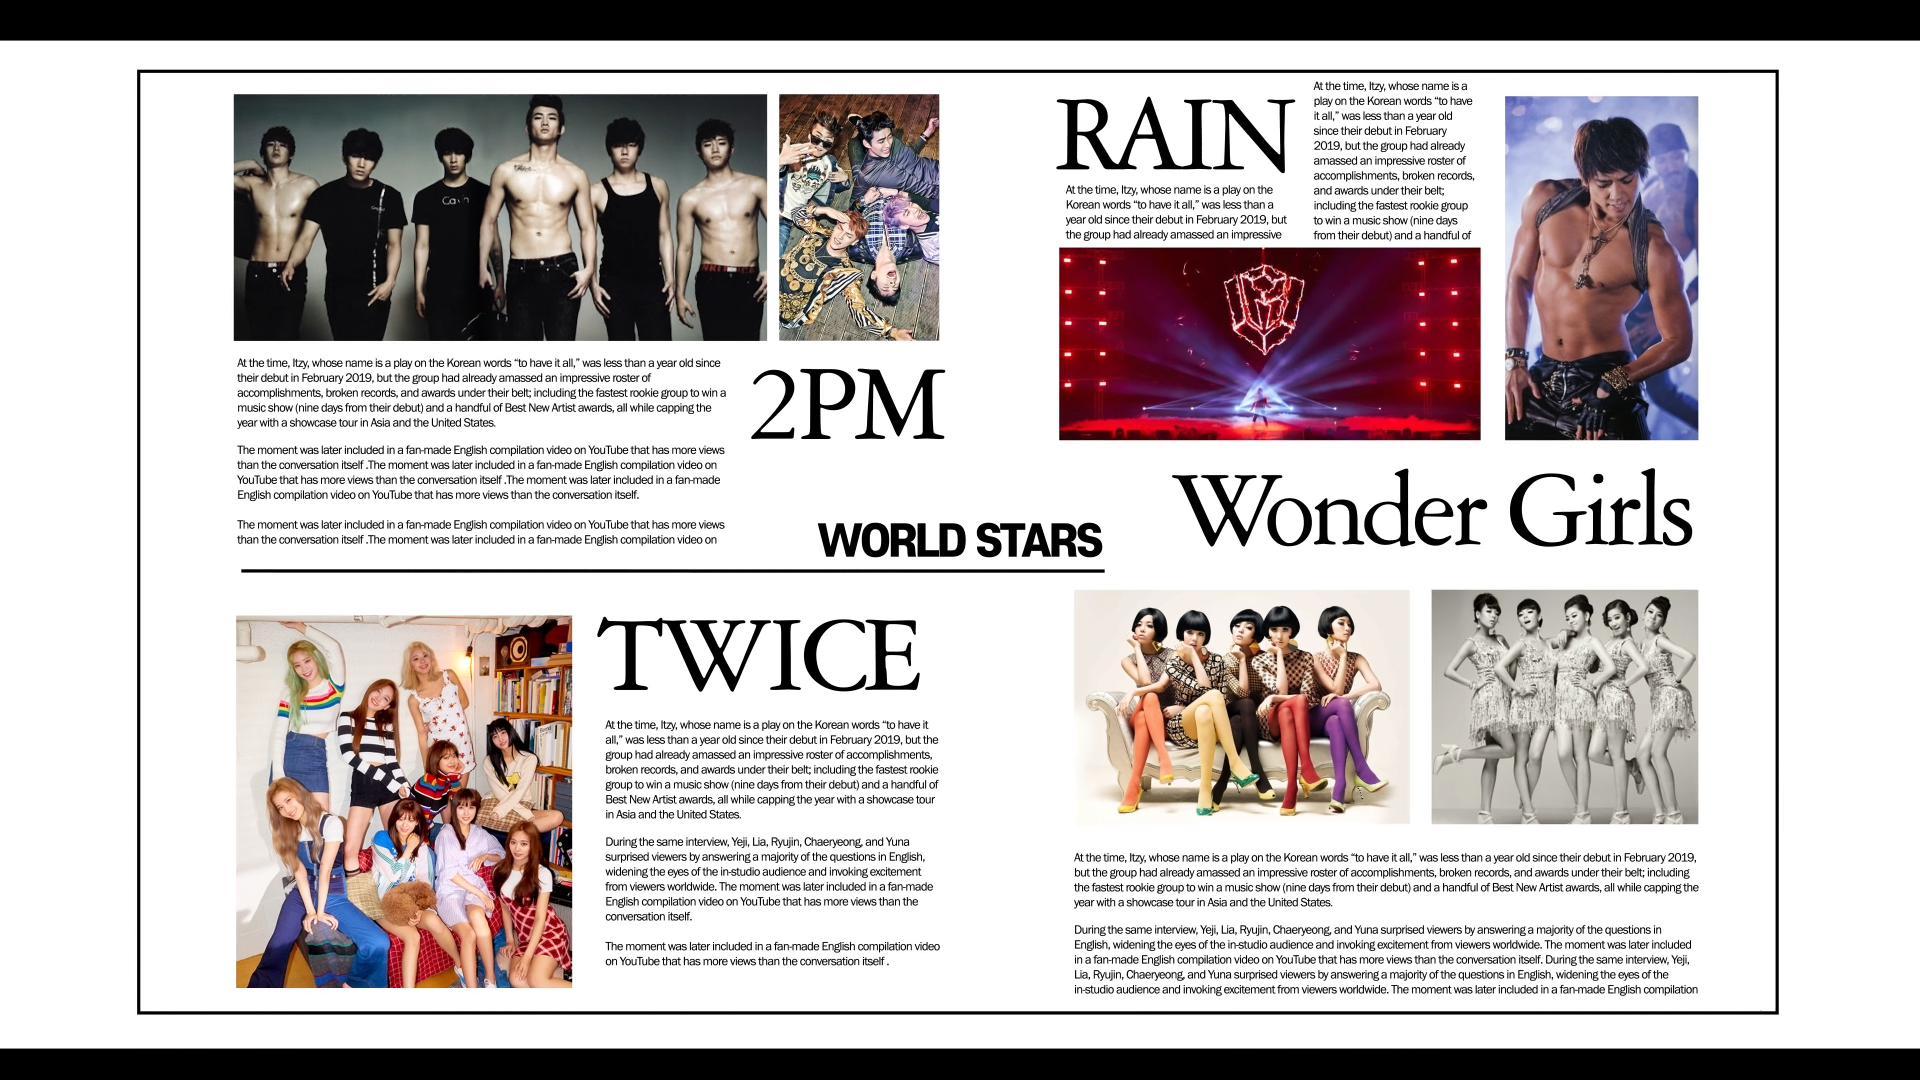 At the time, Itzy, whose name is a play on the Korean words “to have it all,” was less than a year old since
their debut in February 2019, but the group had already amassed an impressive roster of
accomplishments, broken records, and awards under their belt; including the fastest rookie group to win a
music show (nine days from their debut) and a handful of Best New Artist awards, all while capping the
year with a showcase tour in Asia and the United States.
The moment was later included in a fan-made English compilation video on YouTube that has more views
than the conversation itself .The moment was later included in a fan-made English compilation video on
YouTube that has more views than the conversation itself .The moment was later included in a fan-made
English compilation video on YouTube that has more views than the conversation itself.
The moment was later included in a fan-made English compilation video on YouTube that has more views
than the conversation itself .The moment was later included in a fan-made English compilation video on
2PM
WORLD STARS
TWICE
At the time, Itzy, whose name is a play on the Korean words “to have it
all,” was less than a year old since their debut in February 2019, but the
group had already amassed an impressive roster of accomplishments,
broken records, and awards under their belt; including the fastest rookie
group to win a music show (nine days from their debut) and a handful of
Best New Artist awards, all while capping the year with a showcase tour
in Asia and the United States.
During the same interview, Yeji, Lia, Ryujin, Chaeryeong, and Yuna
surprised viewers by answering a majority of the questions in English,
widening the eyes of the in-studio audience and invoking excitement
from viewers worldwide. The moment was later included in a fan-made
English compilation video on YouTube that has more views than the
conversation itself.
The moment was later included in a fan-made English compilation video
on YouTube that has more views than the conversation itself .
RAIN
At the time, Itzy, whose name is a play on the
Korean words “to have it all,” was less than a
year old since their debut in February 2019, but
the group had already amassed an impressive
At the time, Itzy, whose name is a
play on the Korean words “to have
it all,” was less than a year old
since their debut in February
2019, but the group had already
amassed an impressive roster of
accomplishments, broken records,
and awards under their belt;
including the fastest rookie group
to win a music show (nine days
from their debut) and a handful of
Wonder Girls
At the time, Itzy, whose name is a play on the Korean words “to have it all,” was less than a year old since their debut in February 2019,
but the group had already amassed an impressive roster of accomplishments, broken records, and awards under their belt; including
the fastest rookie group to win a music show (nine days from their debut) and a handful of Best New Artist awards, all while capping the
year with a showcase tour in Asia and the United States.
During the same interview, Yeji, Lia, Ryujin, Chaeryeong, and Yuna surprised viewers by answering a majority of the questions in
English, widening the eyes of the in-studio audience and invoking excitement from viewers worldwide. The moment was later included
in a fan-made English compilation video on YouTube that has more views than the conversation itself. During the same interview, Yeji,
Lia, Ryujin, Chaeryeong, and Yuna surprised viewers by answering a majority of the questions in English, widening the eyes of the
in-studio audience and invoking excitement from viewers worldwide. The moment was later included in a fan-made English compilation